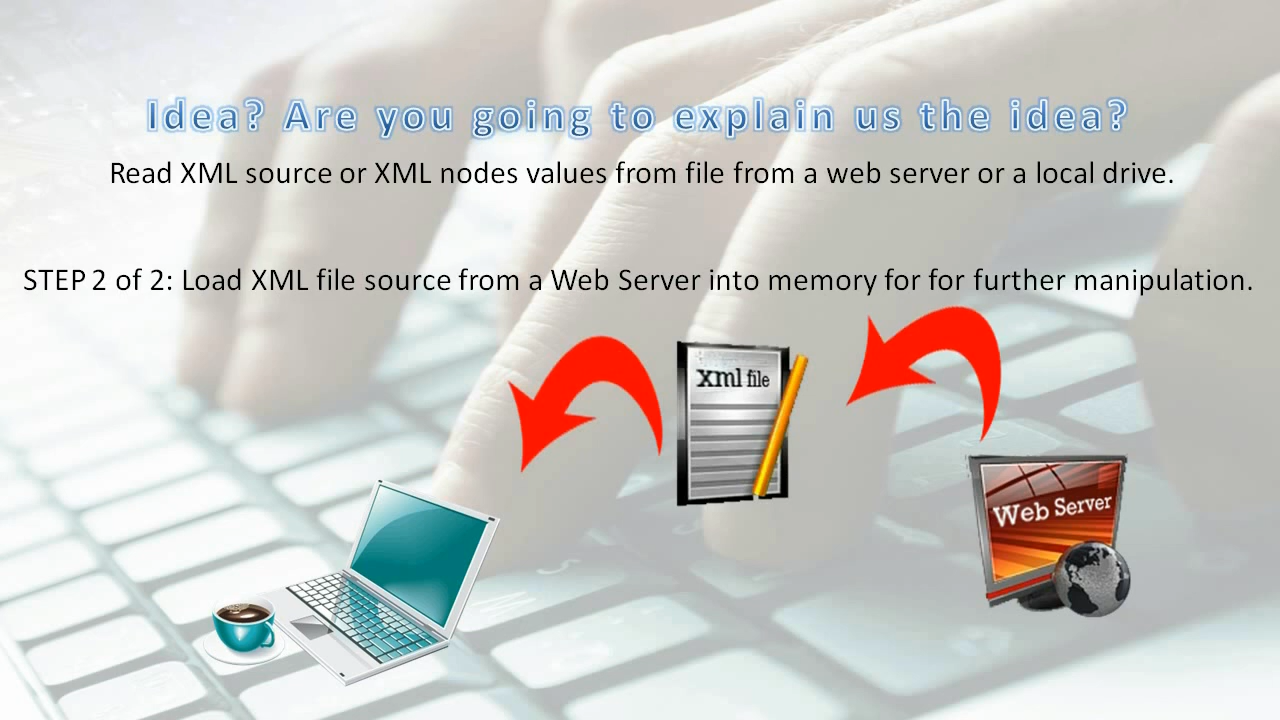 Idea? Are you going to explain us the idea?
Read XML source or XML nodes values from file from a web server or a local drive.
STEP 2 of 2: Load XML file source from a Web Server into memory for for further manipulation.
xml file
Web Server